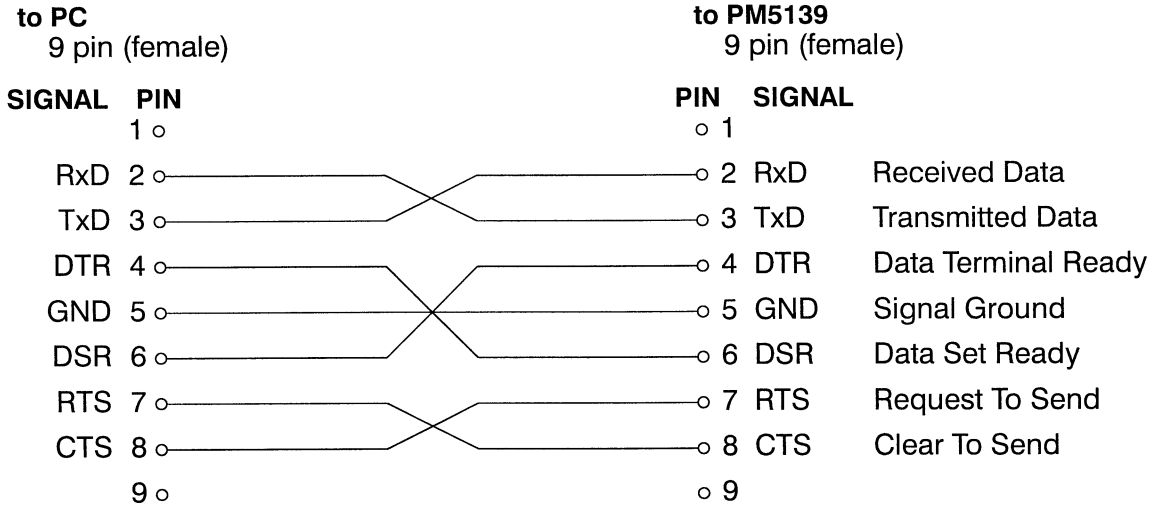 to PC to PM5139
9 pin (female) 9 pin (female)
SIGNAL PIN PIN SIGNAL
1 1
RxD 2 2 RxD Received Data
TxD 3 3 TxD Transmitted Data
DTR 4 4 DTR Data Terminal Ready
GND 5 5 GND Signal Ground
DSR 6 6 DSR Data Set Ready
RTS 7 7 RTS Request To Send
CTS 8 8 CTS Clear To Send
9 9